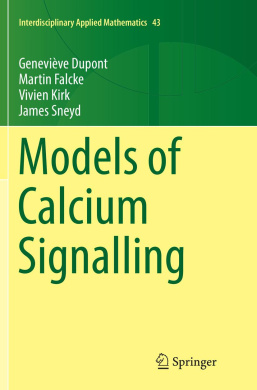 Interdisciplinary Applied Mathematics 43
Geneviève Dupont
Martin Falcke
Vivien Kirk
James Sneyd
Models of
Calcium
Signalling
Springer